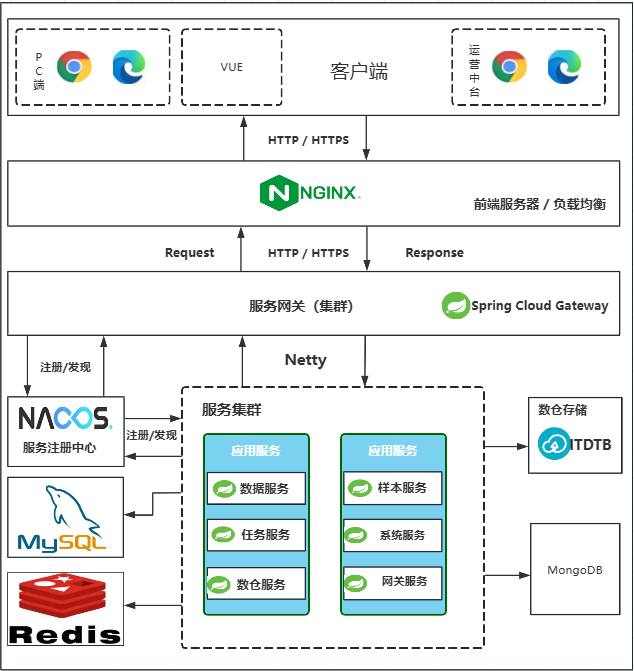 PC端
VUE
客户端
运营中台
HTTP / HTTPS
NGINX
前端服务器 / 负载均衡
Request
HTTP / HTTPS
Response
服务网关（集群）
Spring Cloud Gateway
注册/发现
Netty
NACOS.
服务注册中心
注册/发现
服务集群
应用服务
数据服务
任务服务
数仓服务
应用服务
样本服务
系统服务
网关服务
数仓存储
ITDTB
MySQL
MongoDB
Redis